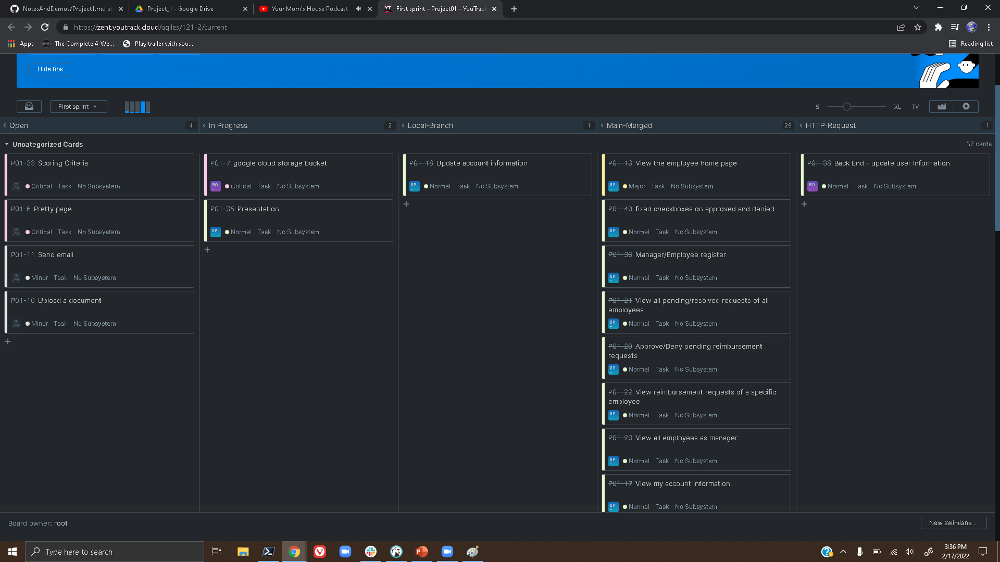 NotesAndDemos/Project1.md at
Project_1 - Google Drive
Your Mom's House Podcast
First sprint – Project01 – YouTrack
https://zent.youtrack.cloud/agiles/121-2/current
Apps
The Complete 4-We...
Play trailer with sou...
Reading list
Hide tips
First sprint
S
XL
TV
Open
4
In Progress
2
Local-Branch
1
Main-Merged
29
HTTP-Request
1
Uncategorized Cards
37 cards
P01-33 Scoring Criteria
Critical Task No Subsystem
P01-6 Pretty page
Critical Task No Subsystem
P01-11 Send email
Minor Task No Subsystem
P01-10 Upload a document
Minor Task No Subsystem
P01-7 google cloud storage bucket
RO Critical Task No Subsystem
P01-35 Presentation
BP Normal Task No Subsystem
P01-18 Update account information
BP Normal Task No Subsystem
P01-13 View the employee home page
BP Major Task No Subsystem
P01-40 fixed checkboxes on approved and denied
BP Normal Task No Subsystem
P01-36 Manager/Employee register
BP Normal Task No Subsystem
P01-21 View all pending/resolved requests of all
employees
BP Normal Task No Subsystem
P01-20 Approve/Deny pending reimbursement
requests
BP Normal Task No Subsystem
P01-22 View reimbursement requests of a specific
employee
BP Normal Task No Subsystem
P01-23 View all employees as manager
BP Normal Task No Subsystem
P01-17 View my account information
BP Normal Task No Subsystem
P01-38 Back End - update user Information
RO Normal Task No Subsystem
Board owner: root
New swimlane ...
Type here to search
3:36 PM
2/17/2022